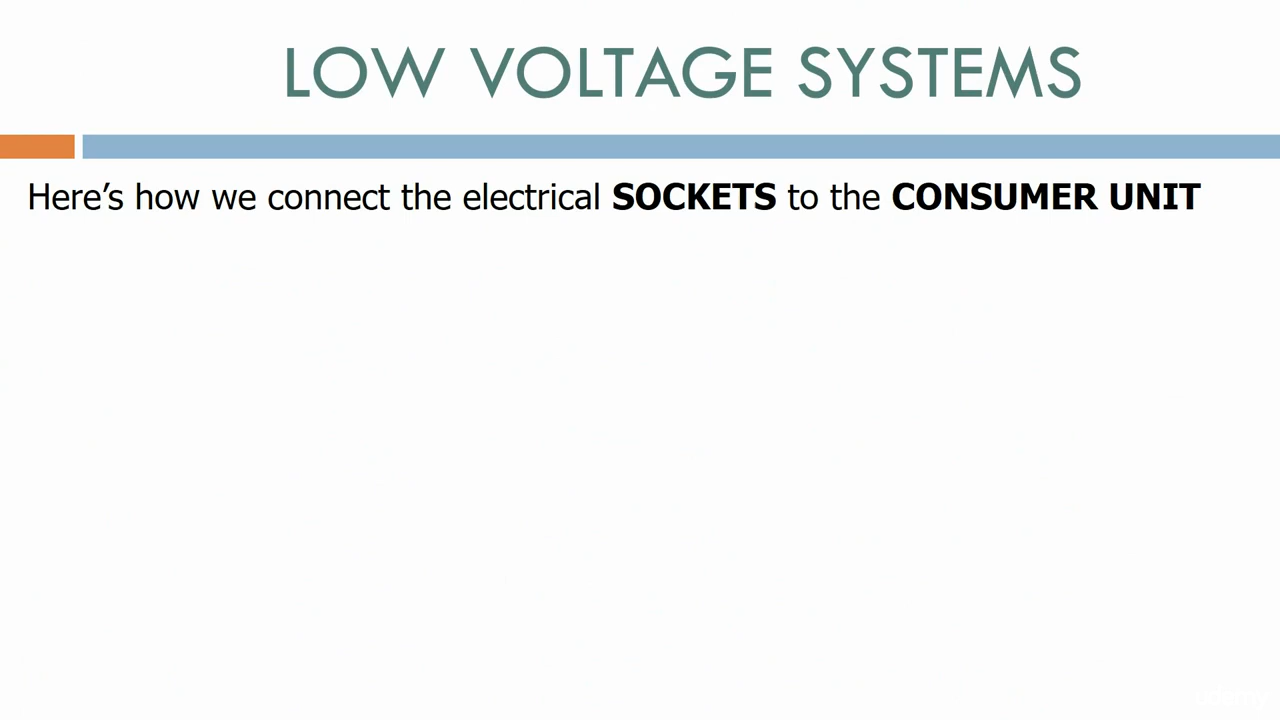 LOW VOLTAGE SYSTEMS
Here’s how we connect the electrical SOCKETS to the CONSUMER UNIT